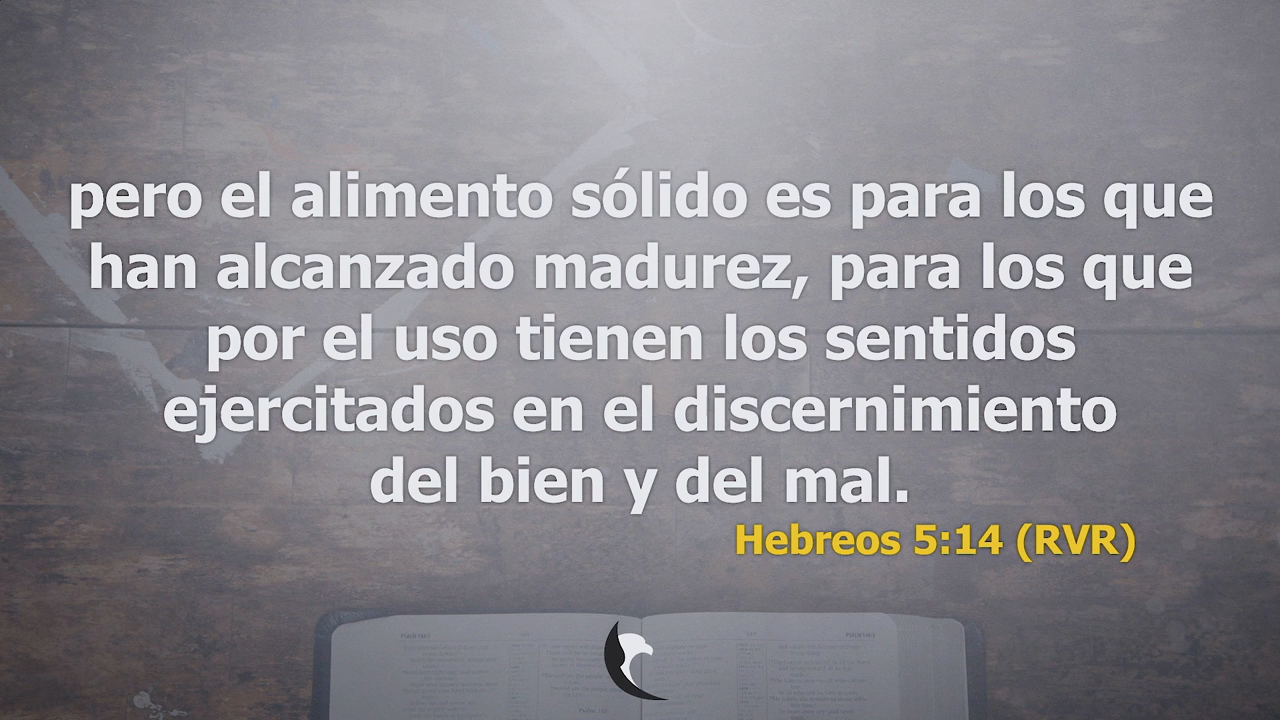 pero el alimento sólido es para los que
han alcanzado madurez, para los que
por el uso tienen los sentidos
ejercitados en el discernimiento
del bien y del mal.
Hebreos 5:14 (RVR)